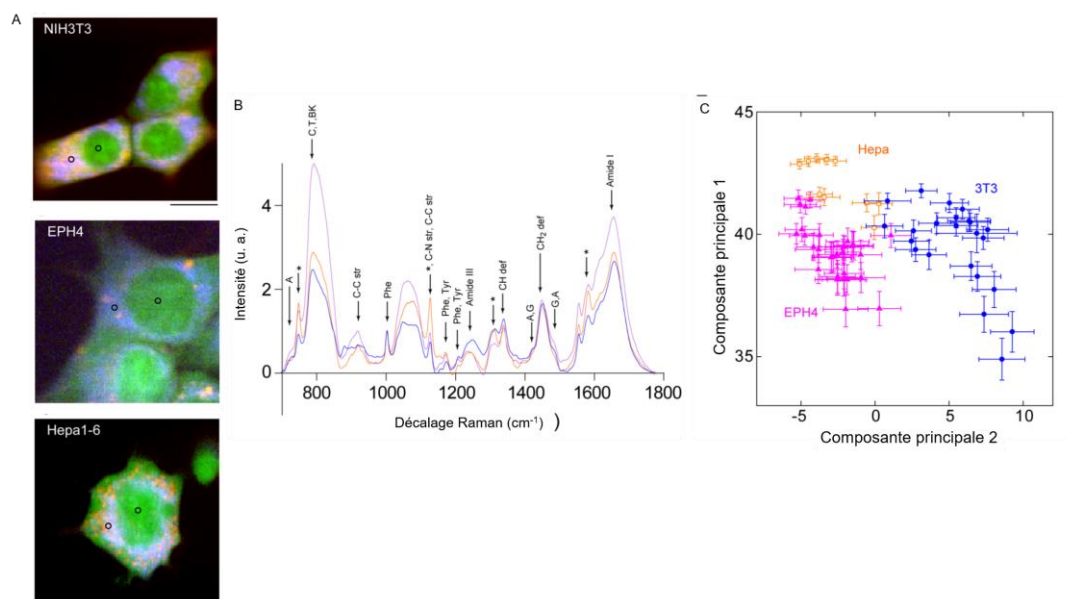 A
NIH3T3
EPH4
Hepa1-6
B
C,T,BK
A
*
C-C str
Phe
*, C-N str, C-C str
Phe, Tyr
Phe, Tyr
Amide III
*
CH def
A,G
CH₂ def
G,A
*
Amide I
Intensité (u. a.)
4
2
0
800
1000
1200
1400
1600
1800
Décalage Raman (cm⁻¹) )
C
Composante principale 1
45
40
35
Hepa
3T3
EPH4
-5
0
5
10
Composante principale 2